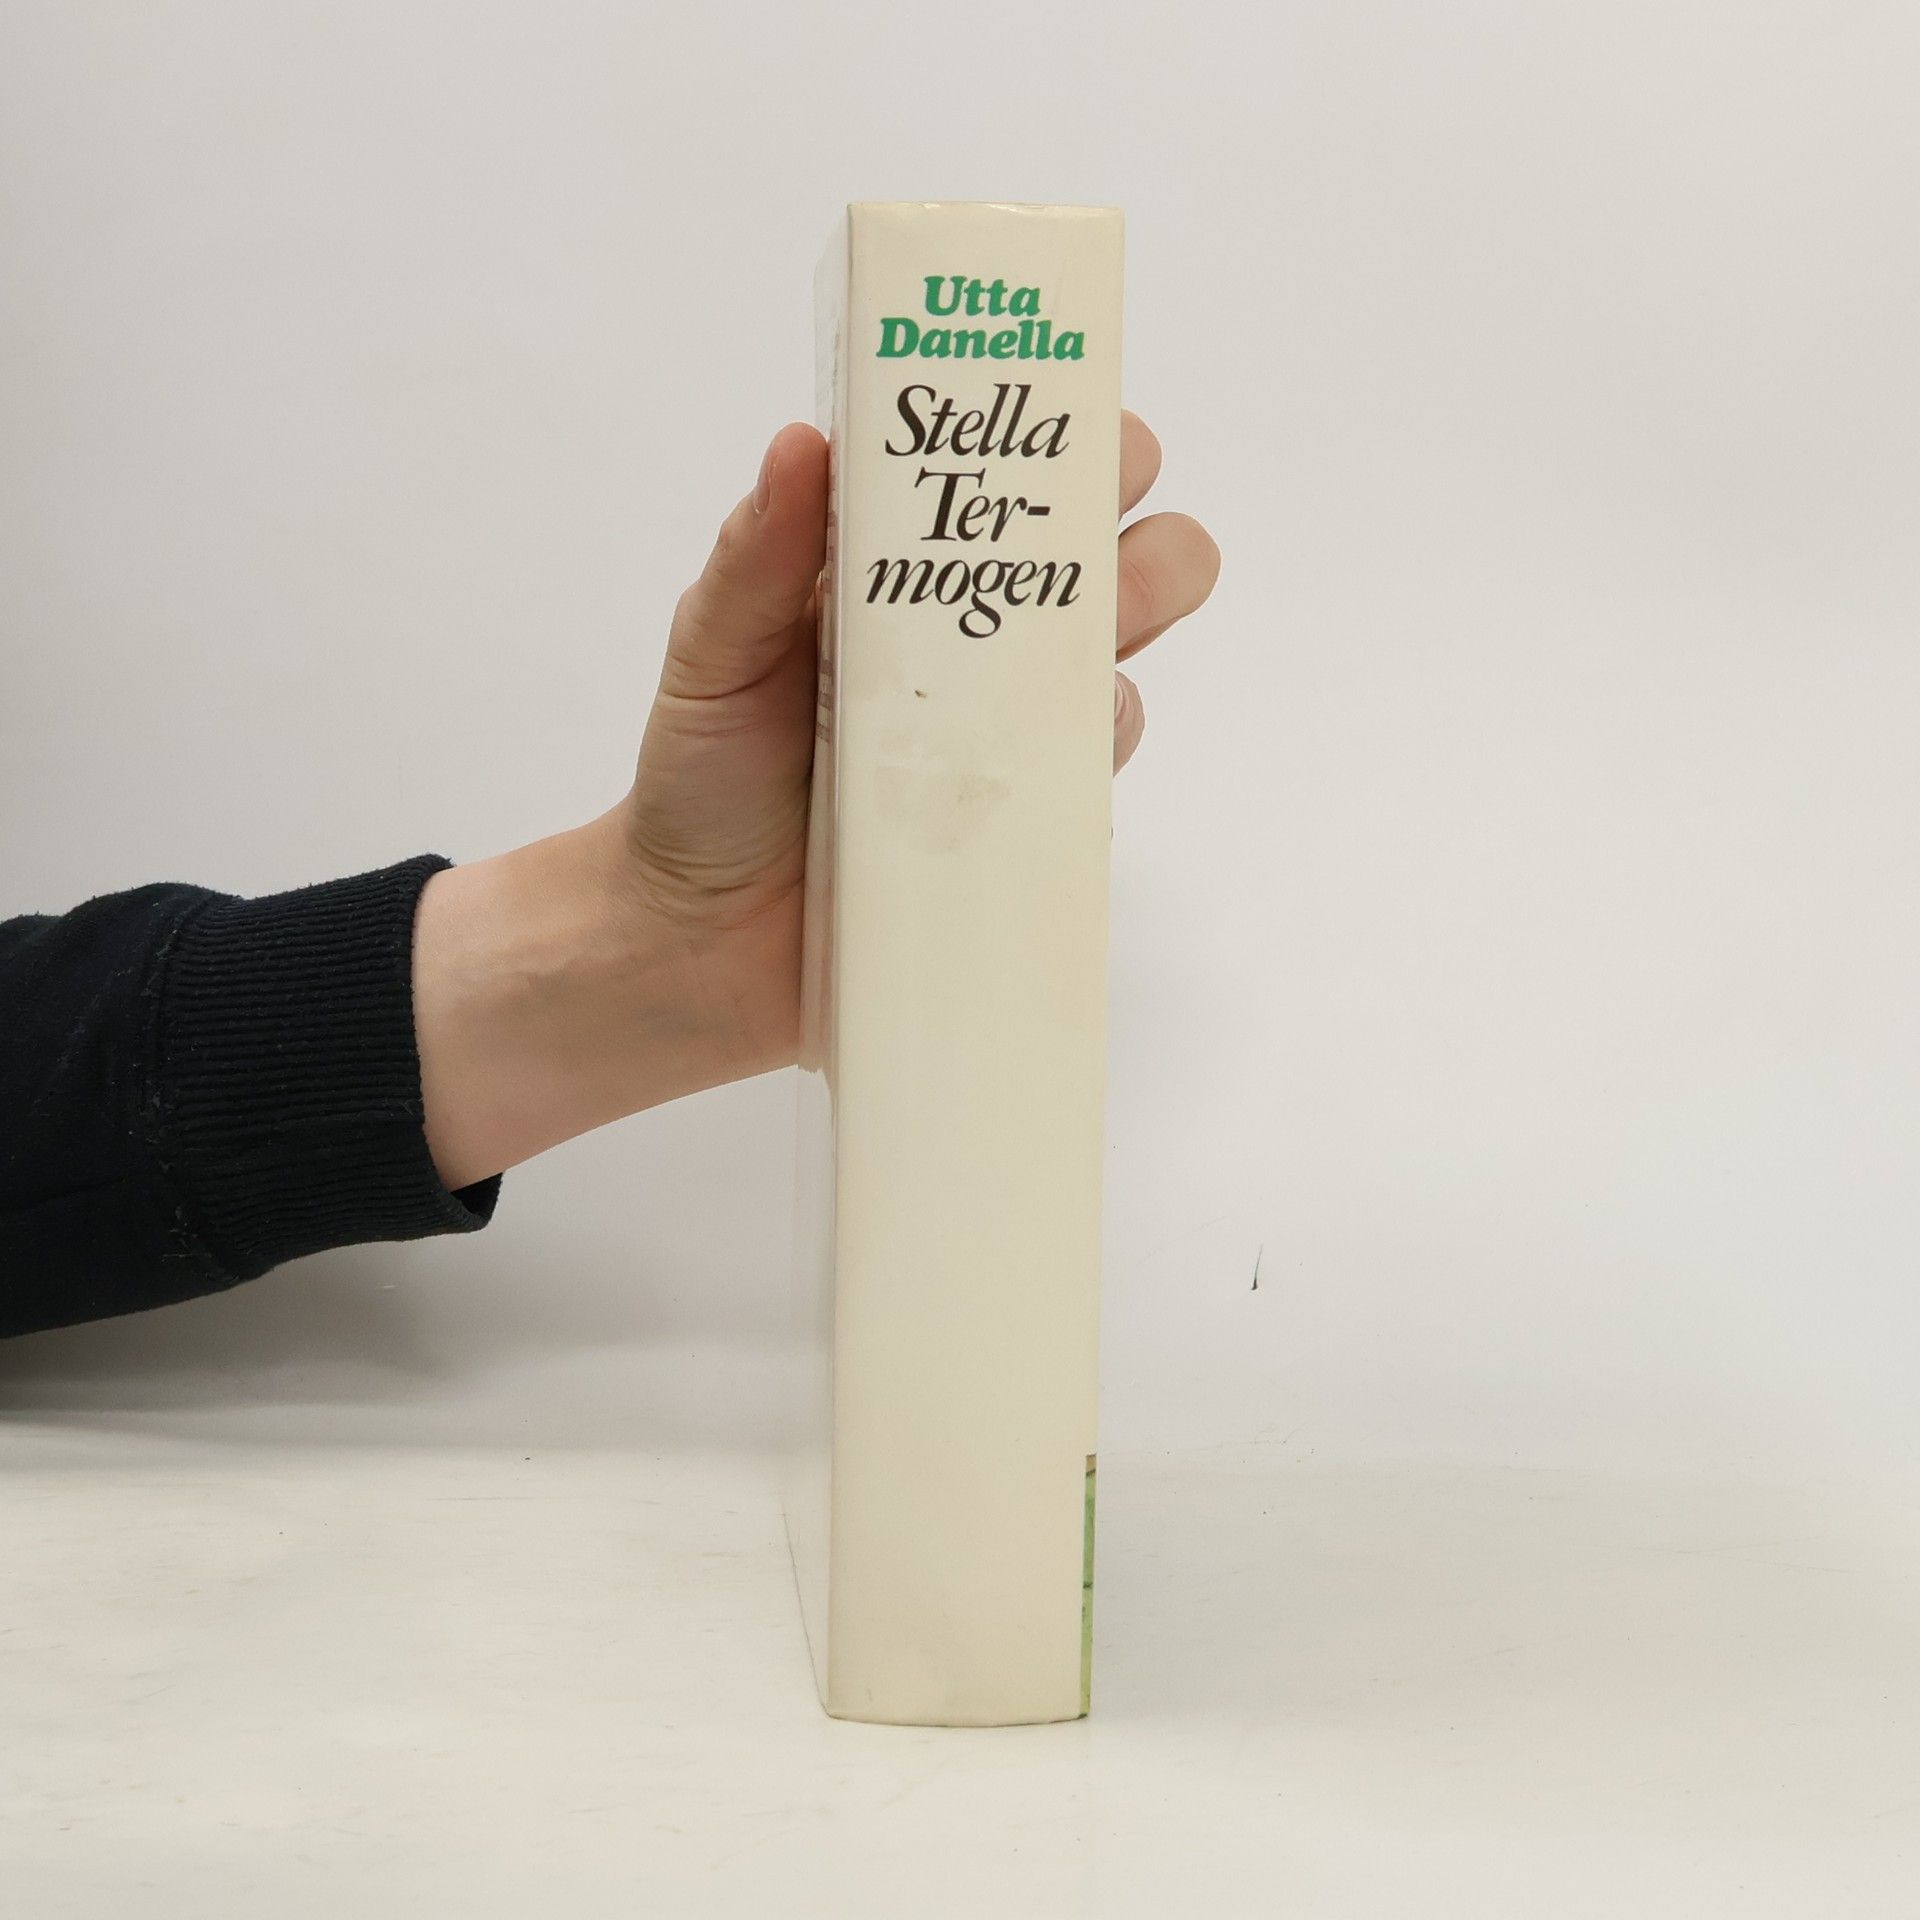 Utta
Danella
Stella
Ter-
mogen